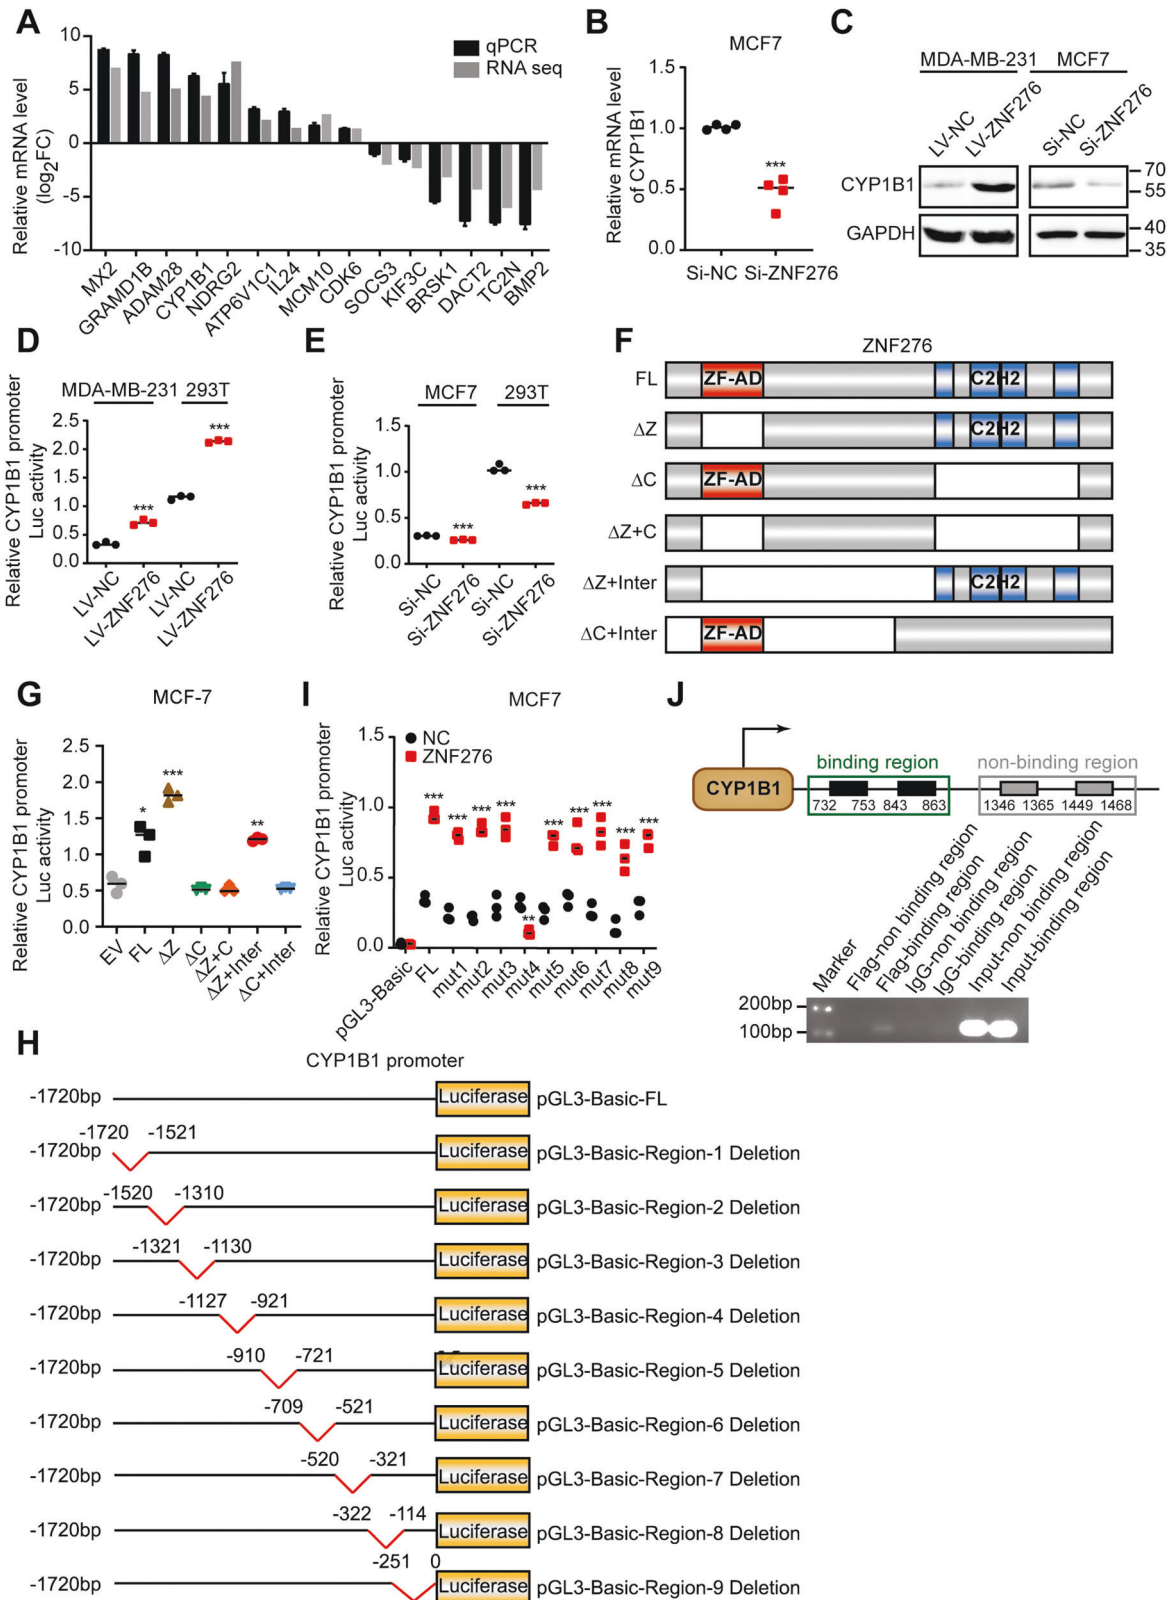 A
Relative mRNA level
(log2FC)
10
5
0
-5
-10
qPCR
RNA seq
MX2
GRAMD1B
ADAM28
CYP1B1
NDRG2
ATP6V1C1
IL24
MCM10
CDK6
SOCS3
KIF3C
BRSK1
DACT2
TC2N
BMP2
B
MCF7
Relative mRNA level
of CYP1B1
1.5
1.0
0.5
0.0
***
Si-NC Si-ZNF276
C
MDA-MB-231 MCF7
LV-NC
LV-ZNF276
Si-NC
Si-ZNF276
CYP1B1
GAPDH
70
55
40
35
D
MDA-MB-231 293T
Relative CYP1B1 promoter
Luc activity
2.5
2.0
1.5
1.0
0.5
0.0
***
***
LV-NC
LV-ZNF276
LV-NC
LV-ZNF276
E
MCF7 293T
Relative CYP1B1 promoter
Luc activity
1.5
1.0
0.5
0.0
***
***
Si-NC
Si-ZNF276
Si-NC
Si-ZNF276
F
ZNF276
FL ZF-AD C2H2
ΔZ C2H2
ΔC ZF-AD
ΔZ+C
ΔZ+Inter C2H2
ΔC+Inter ZF-AD
G
MCF-7
Relative CYP1B1 promoter
Luc activity
2.5
2.0
1.5
1.0
0.5
0.0
*
***
**
EV
FL
ΔZ
ΔC
ΔZ+C
ΔZ+Inter
ΔC+Inter
I
MCF7
Relative CYP1B1 promoter
Luc activity
1.5
1.0
0.5
0.0
NC
ZNF276
***
***
***
***
**
***
***
***
***
***
pGL3-Basic
FL
mut1
mut2
mut3
mut4
mut5
mut6
mut7
mut8
mut9
J
CYP1B1
binding region
732 753 843 863
non-binding region
1346 1365 1449 1468
Marker
Flag-non binding region
Flag-binding region
IgG-non binding region
IgG-binding region
Input-non binding region
Input-binding region
200bp
100bp
H
CYP1B1 promoter
-1720bp Luciferase pGL3-Basic-FL
-1720 -1521
-1720bp Luciferase pGL3-Basic-Region-1 Deletion
-1520 -1310
-1720bp Luciferase pGL3-Basic-Region-2 Deletion
-1321 -1130
-1720bp Luciferase pGL3-Basic-Region-3 Deletion
-1127 -921
-1720bp Luciferase pGL3-Basic-Region-4 Deletion
-910 -721
-1720bp Luciferase pGL3-Basic-Region-5 Deletion
-709 -521
-1720bp Luciferase pGL3-Basic-Region-6 Deletion
-520 -321
-1720bp Luciferase pGL3-Basic-Region-7 Deletion
-322 -114
-1720bp Luciferase pGL3-Basic-Region-8 Deletion
-251 0
-1720bp Luciferase pGL3-Basic-Region-9 Deletion